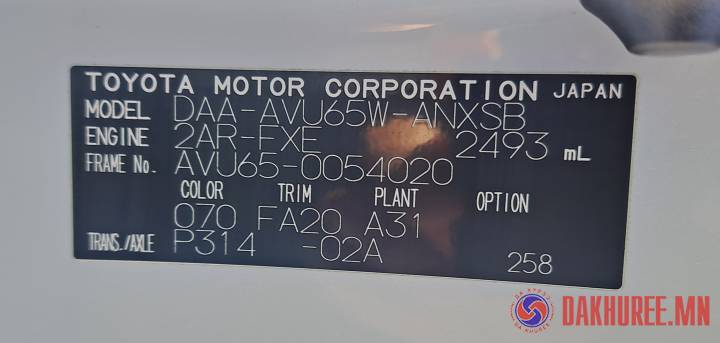 TOYOTA MOTOR CORPORATION JAPAN
MODEL DAA-AVU65W-ANXSB
ENGINE 2AR-FXE 2493 mL
FRAME No. AVU65-0054020
COLOR TRIM PLANT OPTION
070 FA20 A31
TRANS./AXLE P314 -02A 258
DAKHUREE.MN